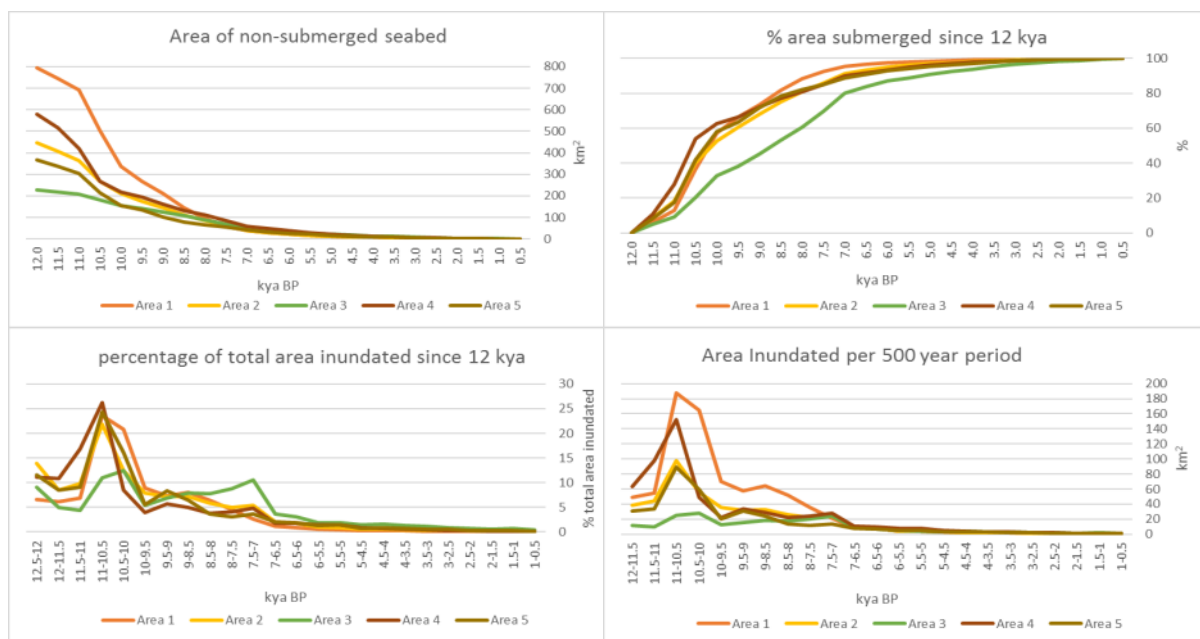 Area of non-submerged seabed
800
700
600
500
400
300
200
100
0
km²
12.0 11.5 11.0 10.5 10.0 9.5 9.0 8.5 8.0 7.5 7.0 6.5 6.0 5.5 5.0 4.5 4.0 3.5 3.0 2.5 2.0 1.5 1.0 0.5
kya BP
Area 1 Area 2 Area 3 Area 4 Area 5
% area submerged since 12 kya
100
80
60
40
20
0
%
12.0 11.5 11.0 10.5 10.0 9.5 9.0 8.5 8.0 7.5 7.0 6.5 6.0 5.5 5.0 4.5 4.0 3.5 3.0 2.5 2.0 1.5 1.0 0.5
kya BP
Area 1 Area 2 Area 3 Area 4 Area 5
percentage of total area inundated since 12 kya
30
25
20
15
10
5
0
% total area inundated
12.5-12 12-11.5 11.5-11 11-10.5 10.5-10 10-9.5 9.5-9 9-8.5 8.5-8 8-7.5 7.5-7 7-6.5 6.5-6 6-5.5 5.5-5 5-4.5 4.5-4 4-3.5 3.5-3 3-2.5 2.5-2 2-1.5 1.5-1 1-0.5
kya BP
Area 1 Area 2 Area 3 Area 4 Area 5
Area Inundated per 500 year period
200
180
160
140
120
100
80
60
40
20
0
km²
12-11.5 11.5-11 11-10.5 10.5-10 10-9.5 9.5-9 9-8.5 8.5-8 8-7.5 7.5-7 7-6.5 6.5-6 6-5.5 5.5-5 5-4.5 4.5-4 4-3.5 3.5-3 3-2.5 2.5-2 2-1.5 1.5-1 1-0.5
kya BP
Area 1 Area 2 Area 3 Area 4 Area 5